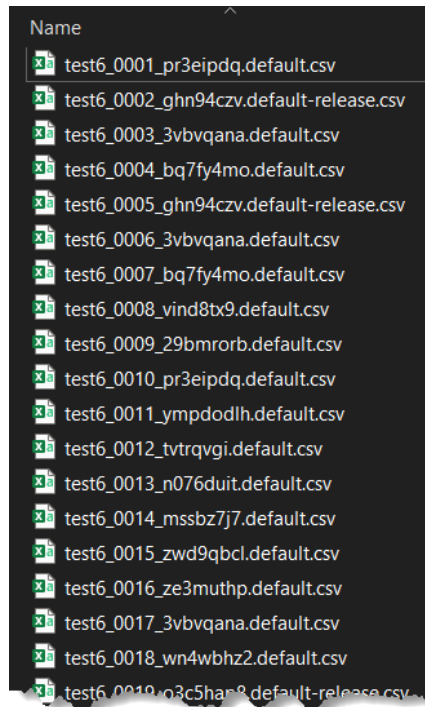 Name
test6_0001_pr3eipdq.default.csv
test6_0002_ghn94czv.default-release.csv
test6_0003_3vbvqana.default.csv
test6_0004_bq7fy4mo.default.csv
test6_0005_ghn94czv.default-release.csv
test6_0006_3vbvqana.default.csv
test6_0007_bq7fy4mo.default.csv
test6_0008_vind8tx9.default.csv
test6_0009_29bmrorb.default.csv
test6_0010_pr3eipdq.default.csv
test6_0011_ympdodlh.default.csv
test6_0012_tvtrqvgi.default.csv
test6_0013_n076duit.default.csv
test6_0014_mssbz7j7.default.csv
test6_0015_zwd9qbcl.default.csv
test6_0016_ze3muthp.default.csv
test6_0017_3vbvqana.default.csv
test6_0018_wn4wbhz2.default.csv